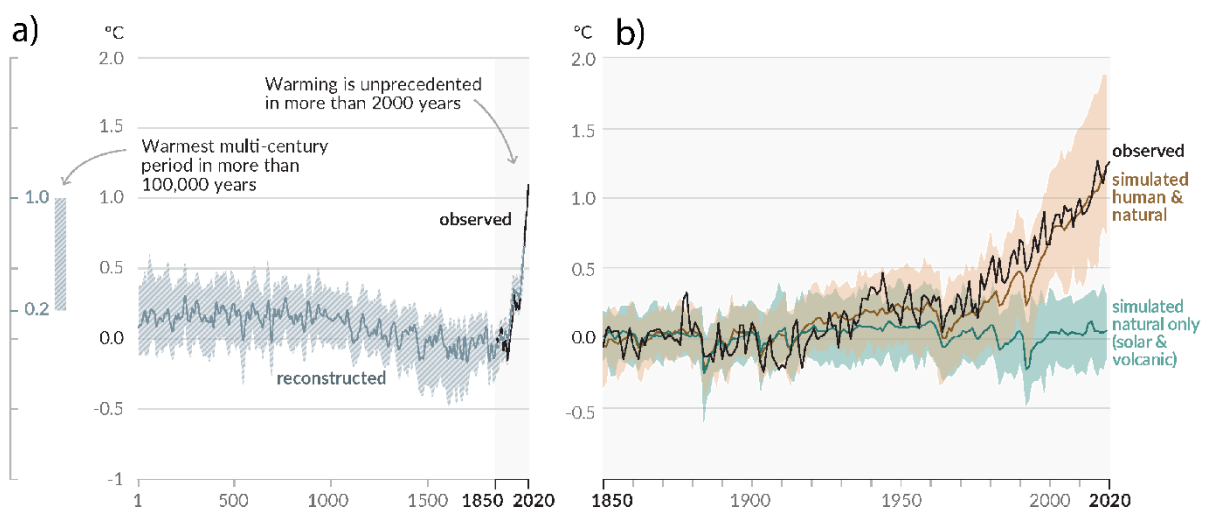 a)
°C
2.0
1.5
1.0
0.5
0.0
-0.5
-1
1.0
0.2
Warming is unprecedented
in more than 2000 years
Warmest multi-century
period in more than
100,000 years
observed
reconstructed
1
500
1000
1500
1850
2020
b)
°C
2.0
1.5
1.0
0.5
0.0
-0.5
observed
simulated
human &
natural
simulated
natural only
(solar &
volcanic)
1850
1900
1950
2000
2020